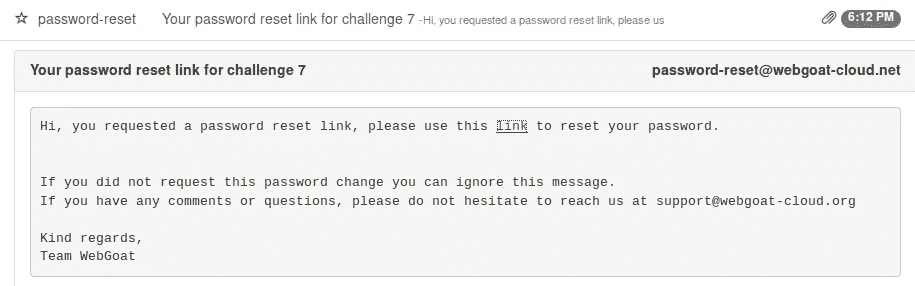 password-reset Your password reset link for challenge 7 -Hi, you requested a password reset link, please us 6:12 PM
Your password reset link for challenge 7 password-reset@webgoat-cloud.net
Hi, you requested a password reset link, please use this link to reset your password.
If you did not request this password change you can ignore this message.
If you have any comments or questions, please do not hesitate to reach us at support@webgoat-cloud.org
Kind regards,
Team WebGoat